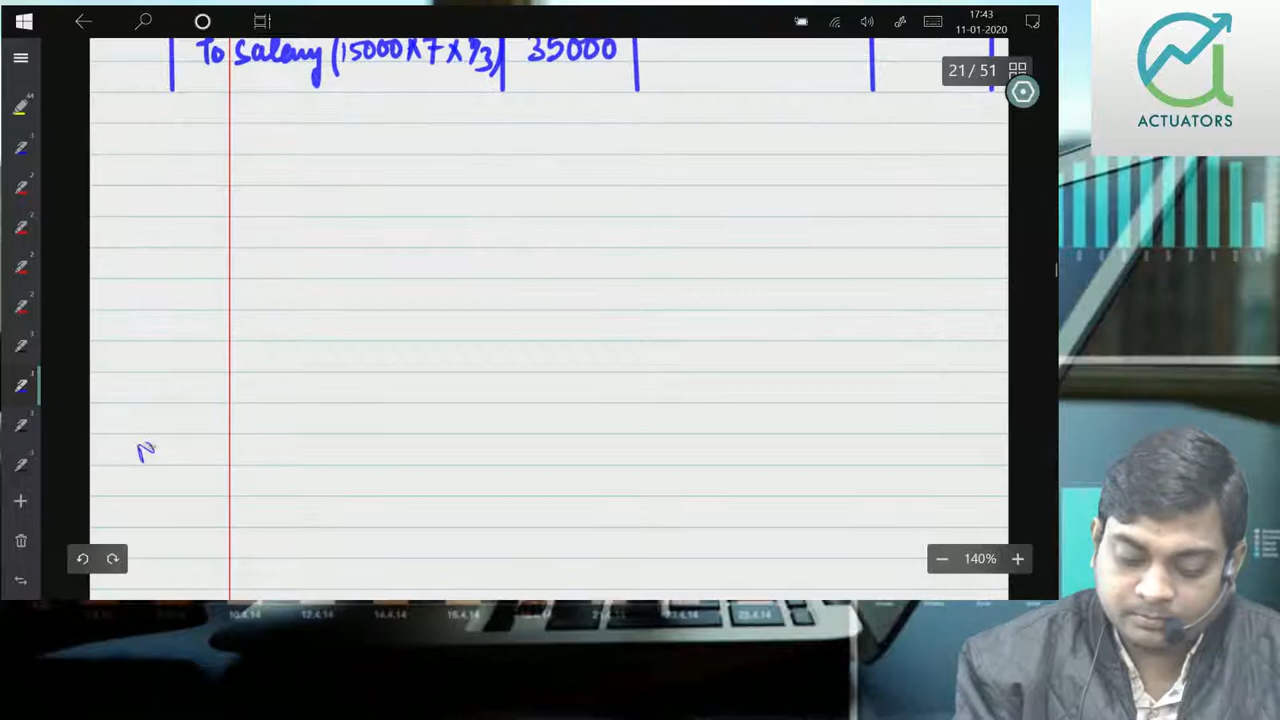 17:43
11-01-2020
To Salary (15000×7×1/3) 35000
21 / 51
ACTUATORS
N
140%